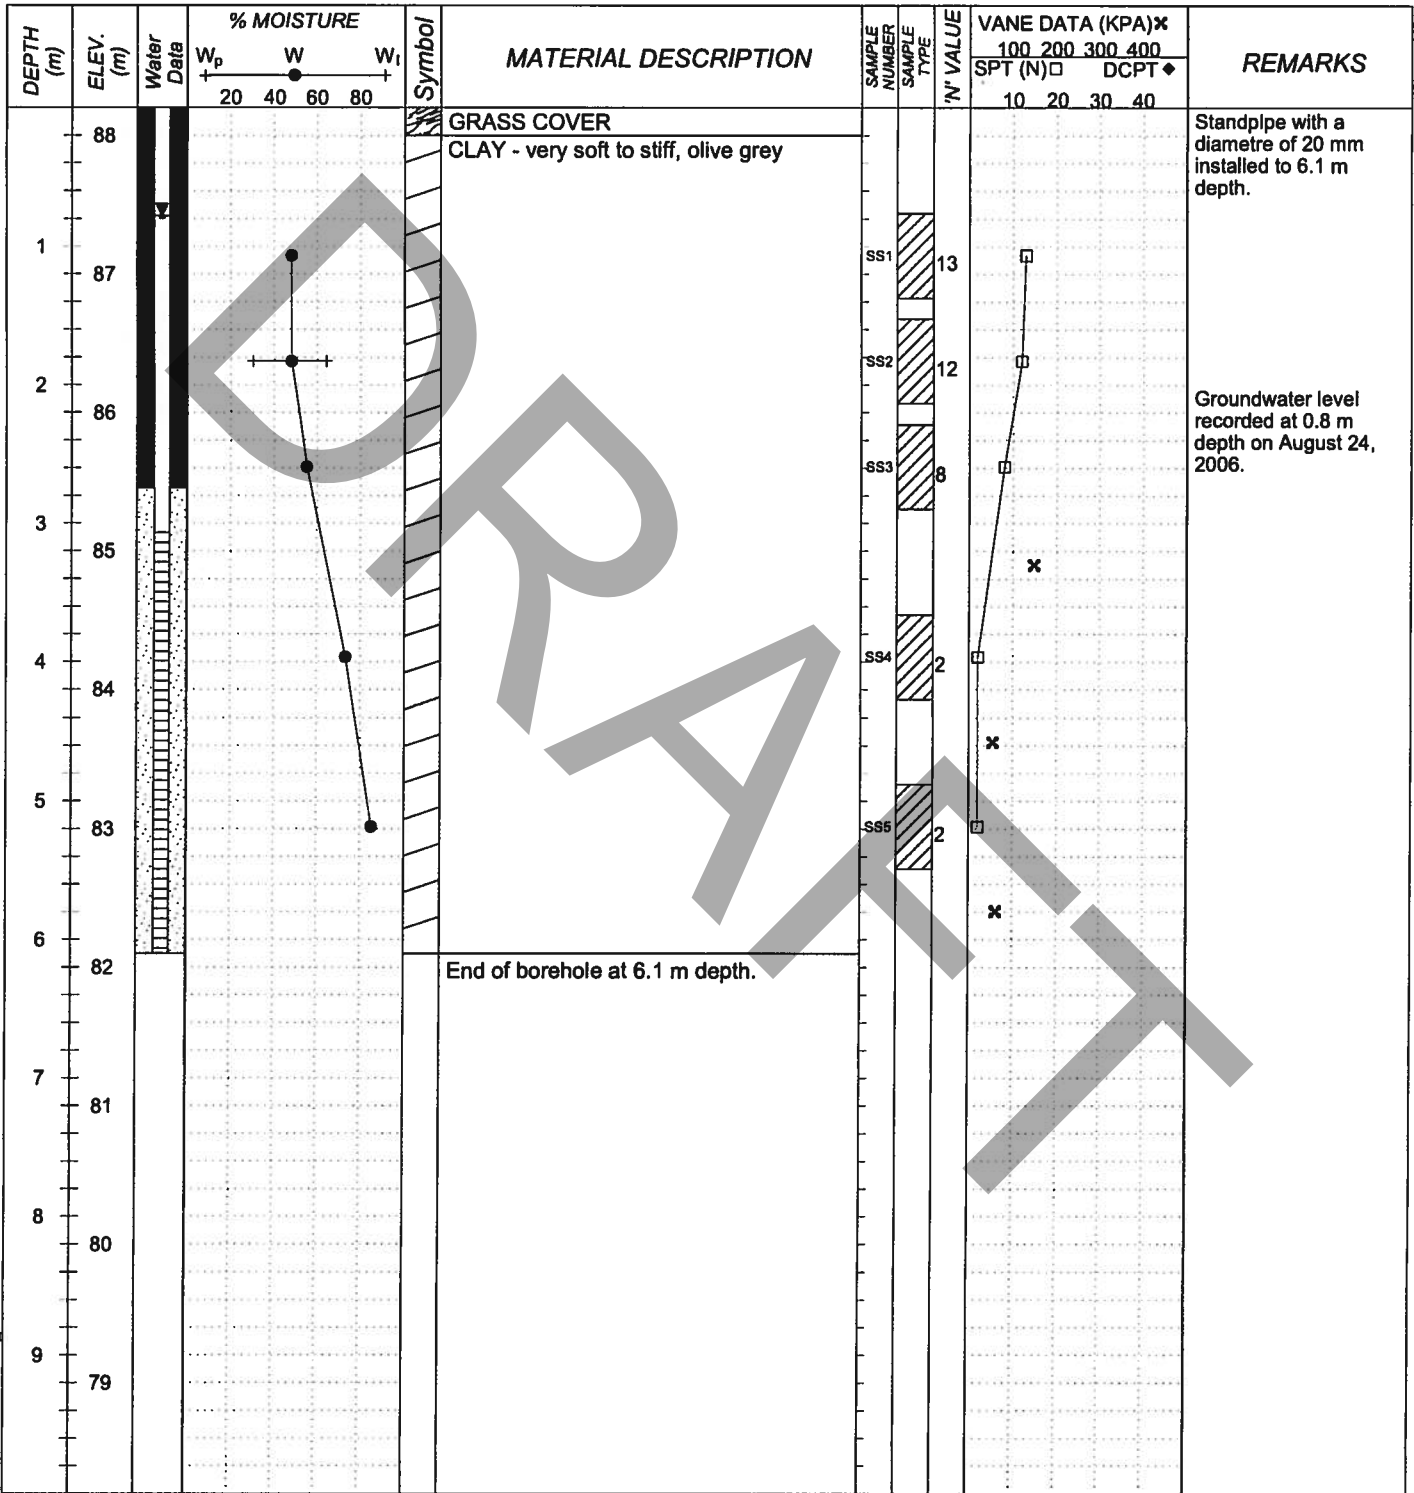 DEPTH (m)
ELEV. (m)
Water Data
% MOISTURE
Wp W Wl
20 40 60 80
Symbol
MATERIAL DESCRIPTION
SAMPLE NUMBER
SAMPLE TYPE
'N' VALUE
VANE DATA (KPA)✖
100 200 300 400
SPT (N)□ DCPT ◆
10 20 30 40
REMARKS
88
GRASS COVER
CLAY - very soft to stiff, olive grey
Standpipe with a
diametre of 20 mm
installed to 6.1 m
depth.
1
87
SS1
13
SS2
12
2
86
Groundwater level
recorded at 0.8 m
depth on August 24,
2006.
SS3
8
3
85
4
84
SS4
2
5
83
SS5
2
6
82
End of borehole at 6.1 m depth.
7
81
8
80
9
79
DRAFT